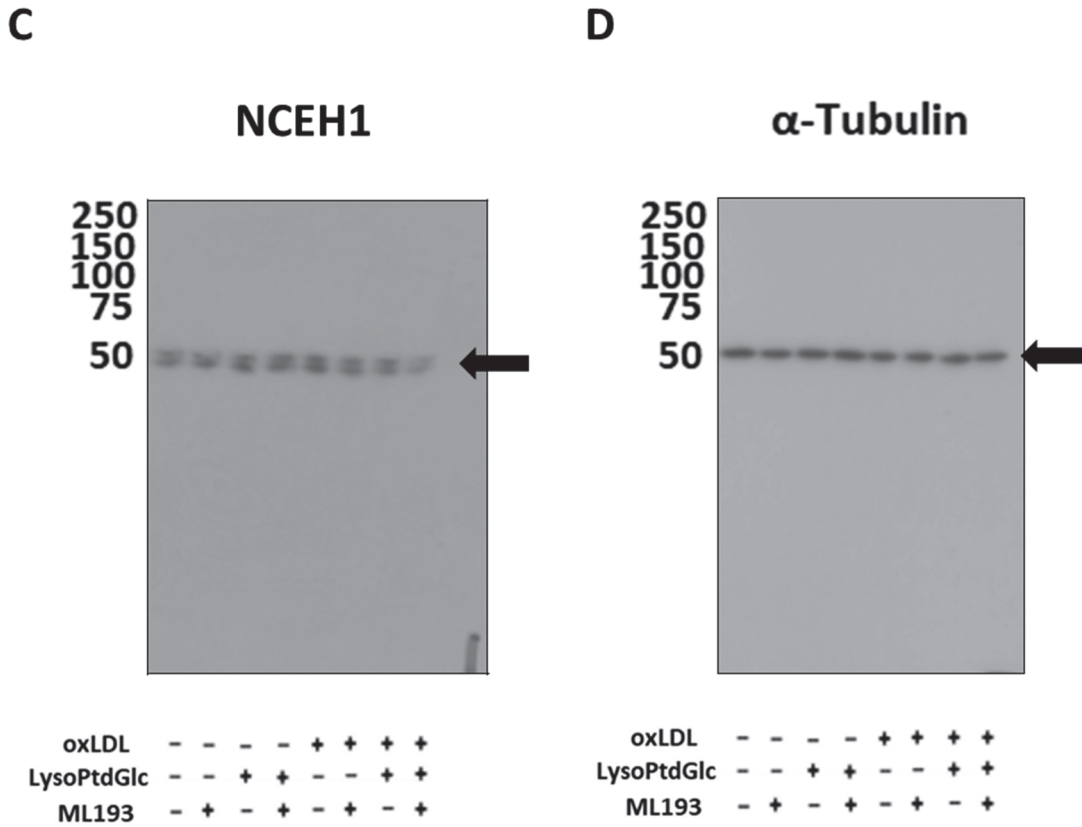 C
NCEH1
250
150
100
75
50
oxLDL – – – – + + + +
LysoPtdGlc – – + + – – + +
ML193 – + – + – + – +
D
α-Tubulin
250
150
100
75
50
oxLDL – – – – + + + +
LysoPtdGlc – – + + – – + +
ML193 – + – + – + – +